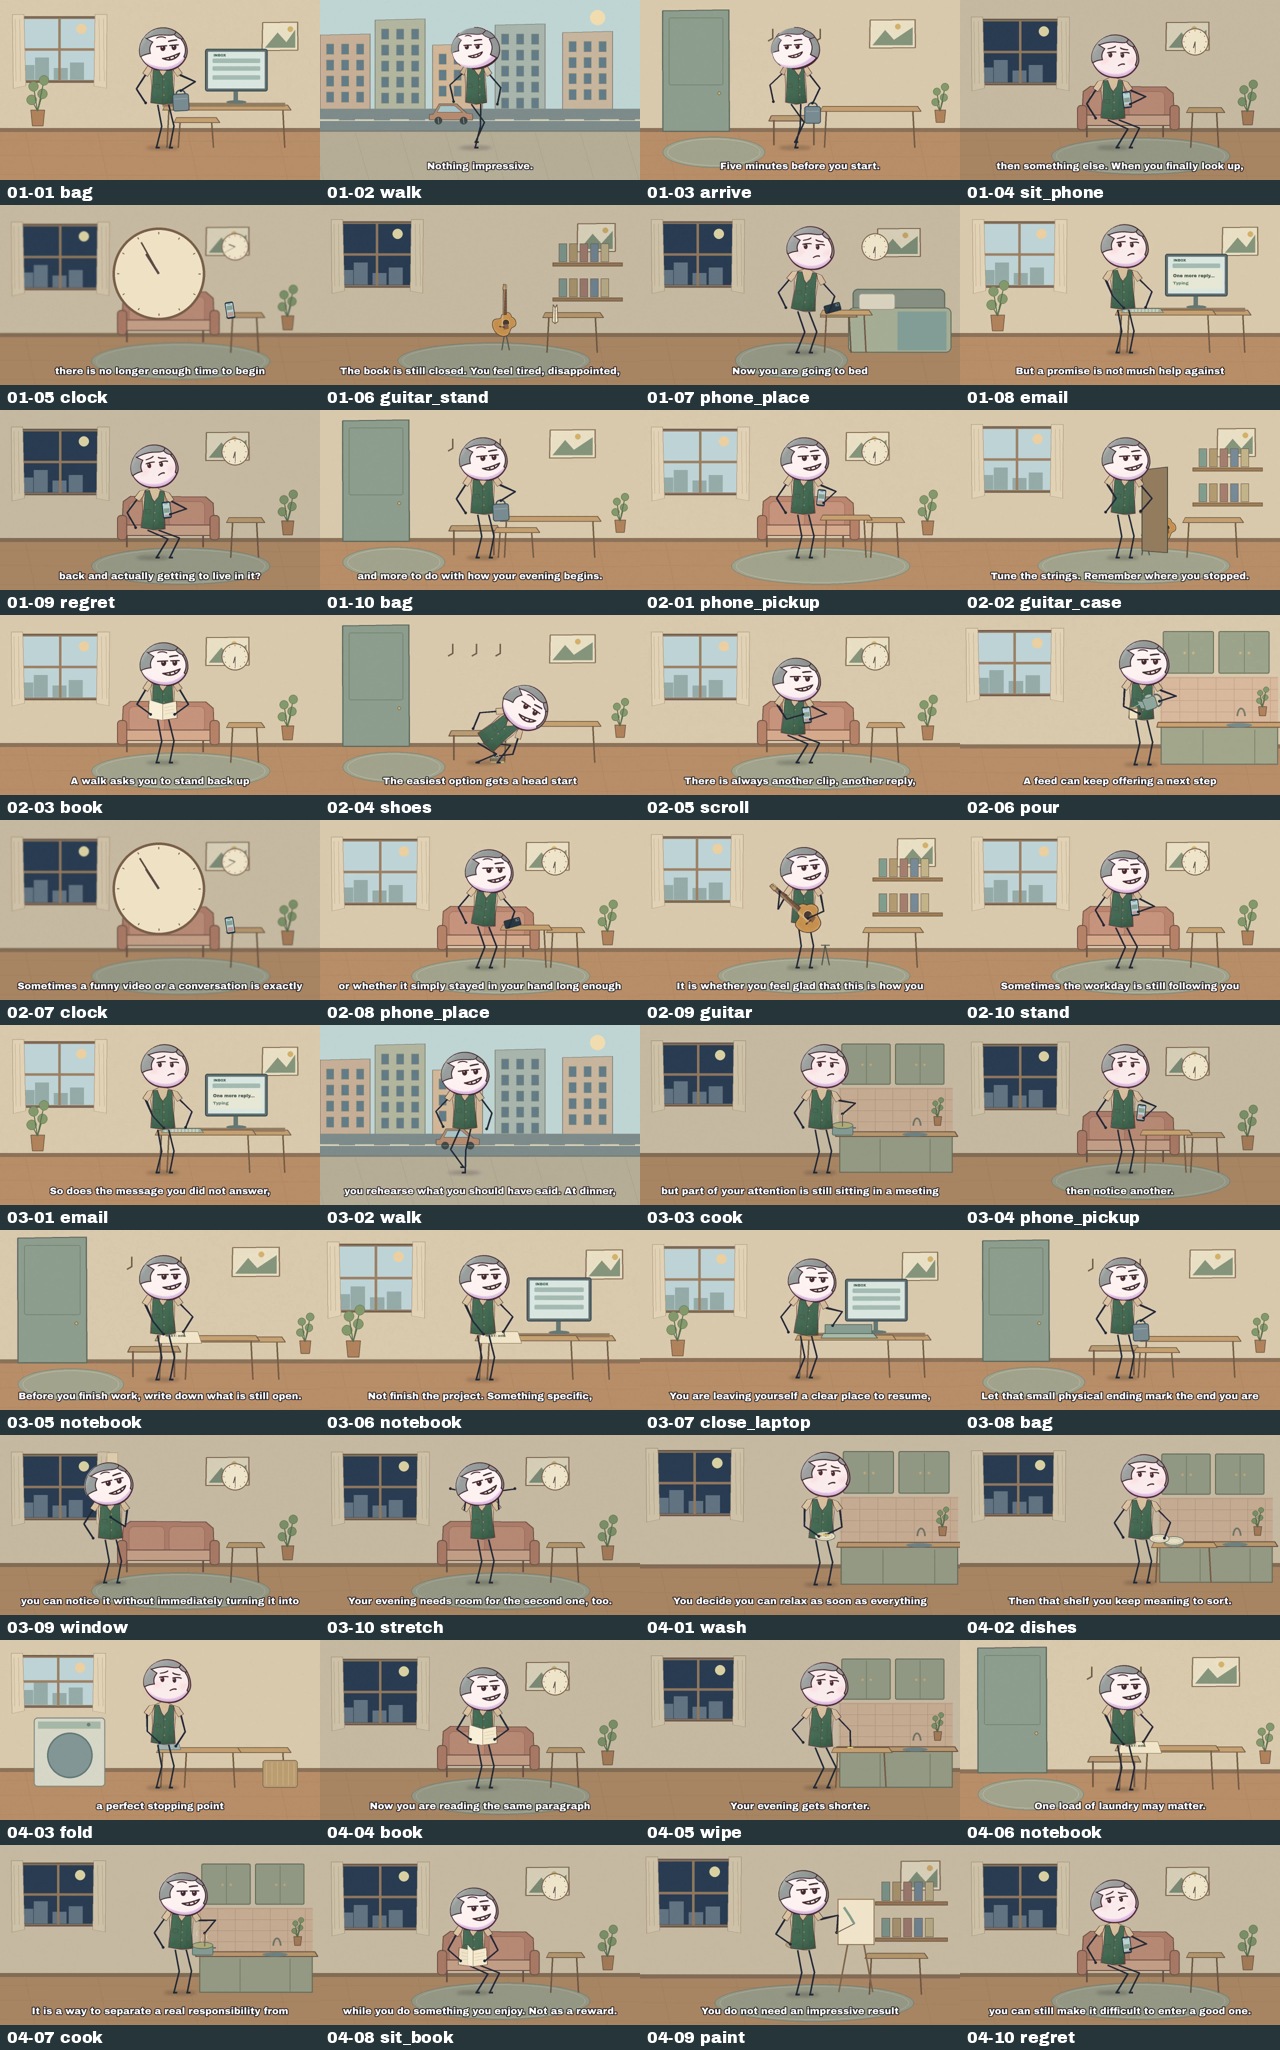 INBOX
01-01 bag
Nothing impressive.
01-02 walk
Five minutes before you start.
01-03 arrive
then something else. When you finally look up,
01-04 sit_phone
there is no longer enough time to begin
01-05 clock
The book is still closed. You feel tired, disappointed,
01-06 guitar_stand
Now you are going to bed
01-07 phone_place
INBOX
One more reply...
Typing
But a promise is not much help against
01-08 email
back and actually getting to live in it?
01-09 regret
and more to do with how your evening begins.
01-10 bag
02-01 phone_pickup
Tune the strings. Remember where you stopped.
02-02 guitar_case
A walk asks you to stand back up
02-03 book
The easiest option gets a head start
02-04 shoes
There is always another clip, another reply,
02-05 scroll
A feed can keep offering a next step
02-06 pour
Sometimes a funny video or a conversation is exactly
02-07 clock
or whether it simply stayed in your hand long enough
02-08 phone_place
It is whether you feel glad that this is how you
02-09 guitar
Sometimes the workday is still following you
02-10 stand
INBOX
One more reply...
Typing
So does the message you did not answer,
03-01 email
you rehearse what you should have said. At dinner,
03-02 walk
but part of your attention is still sitting in a meeting
03-03 cook
then notice another.
03-04 phone_pickup
Before you finish work, write down what is still open.
03-05 notebook
INBOX
Not finish the project. Something specific,
03-06 notebook
INBOX
You are leaving yourself a clear place to resume,
03-07 close_laptop
Let that small physical ending mark the end you are
03-08 bag
you can notice it without immediately turning it into
03-09 window
Your evening needs room for the second one, too.
03-10 stretch
You decide you can relax as soon as everything
04-01 wash
Then that shelf you keep meaning to sort.
04-02 dishes
a perfect stopping point
04-03 fold
Now you are reading the same paragraph
04-04 book
Your evening gets shorter.
04-05 wipe
One load of laundry may matter.
04-06 notebook
It is a way to separate a real responsibility from
04-07 cook
while you do something you enjoy. Not as a reward.
04-08 sit_book
You do not need an impressive result
04-09 paint
you can still make it difficult to enter a good one.
04-10 regret